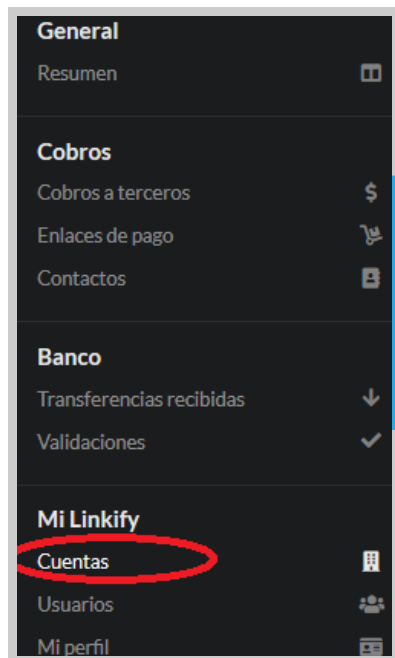 General
Resumen
Cobros
Cobros a terceros
Enlaces de pago
Contactos
Banco
Transferencias recibidas
Validaciones
Mi Linkify
Cuentas
Usuarios
Mi perfil